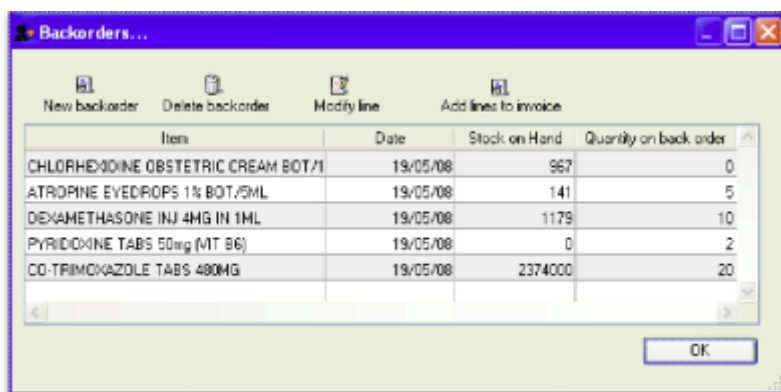 Backorders...
New backorder Delete backorder Modify line Add lines to invoice
Item Date Stock on Hand Quantity on back order
CHLORHEXIDINE OBSTETRIC CREAM BOT/1 19/05/08 967 0
ATROPINE EYEDROPS 1% BOT/5ML 19/05/08 141 5
DEXAMETHASONE INJ 4MG IN 1ML 19/05/08 1179 10
PYRIDOXINE TABS 50mg (VIT B6) 19/05/08 0 2
CO-TRIMOXAZOLE TABS 480MG 19/05/08 2374000 20
OK